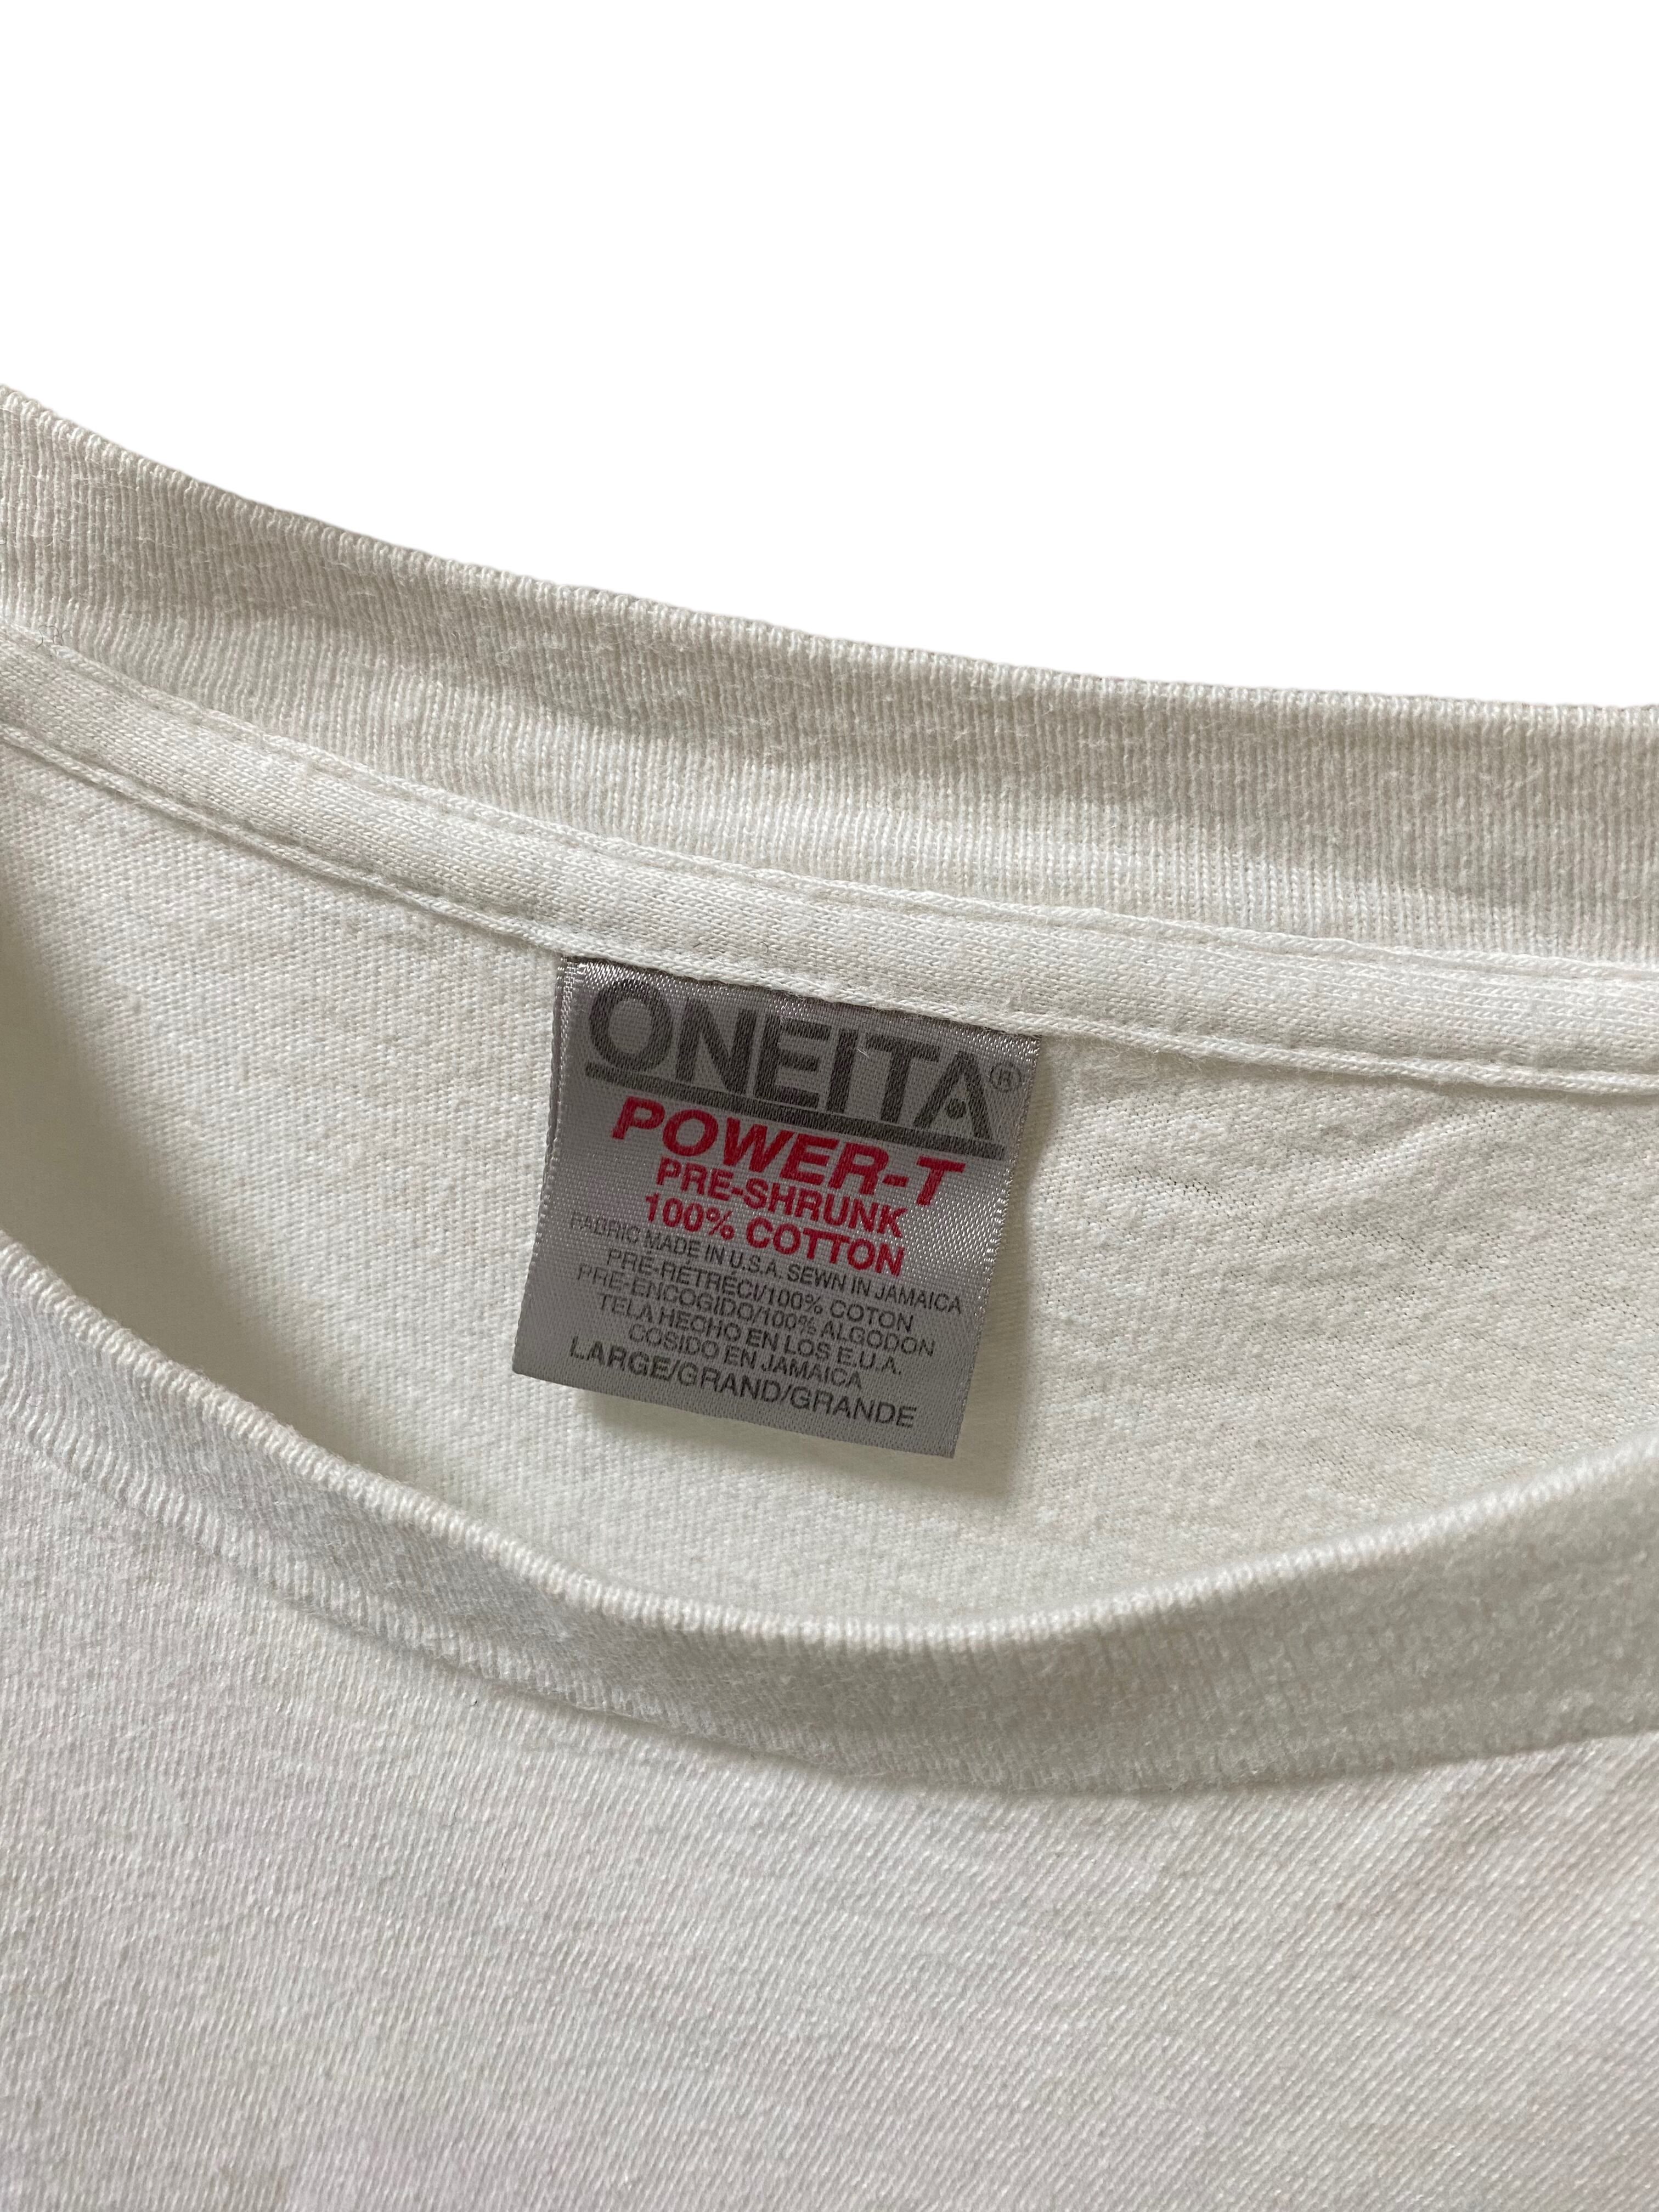 ONEITA®
POWER-T
PRE-SHRUNK
100% COTTON
FABRIC MADE IN U.S.A. SEWN IN JAMAICA
PRÉ-RÉTRÉCI/100% COTON
PRE-ENCOGIDO/100% ALGODON
TELA HECHO EN LOS E.U.A.
COSIDO EN JAMAICA
LARGE/GRAND/GRANDE